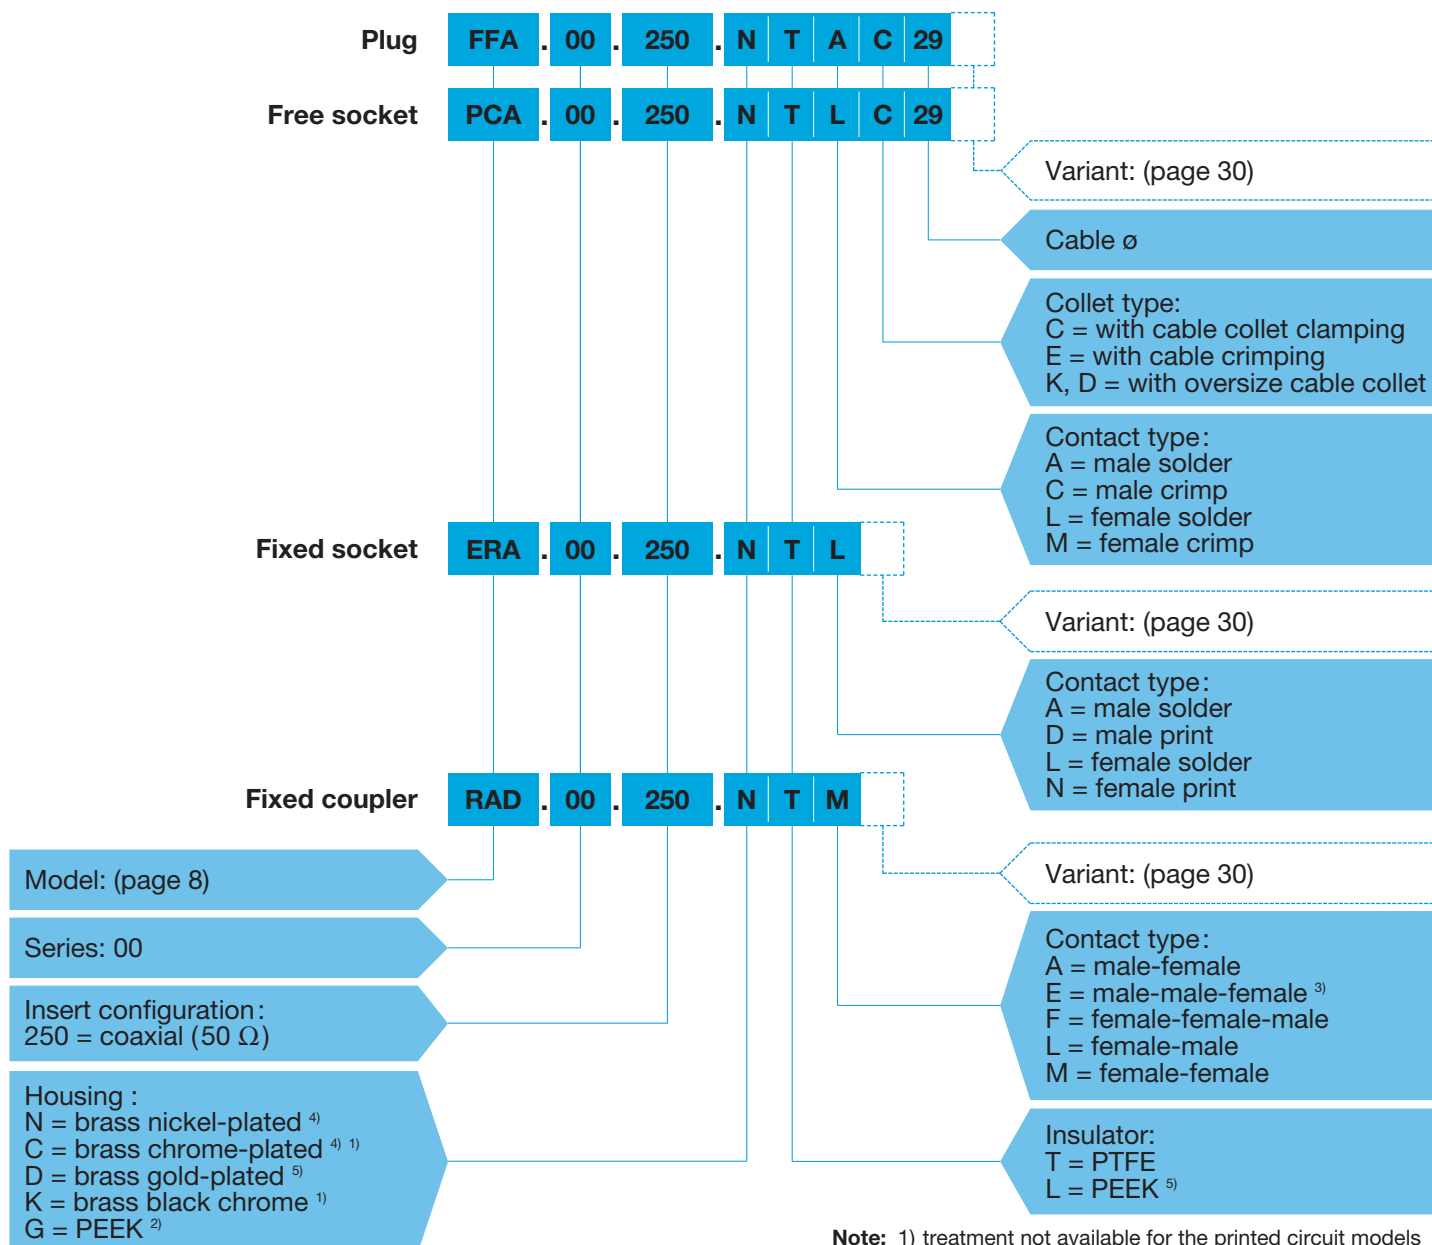 Plug FFA . 00 . 250 . N T A C 29
Free socket PCA . 00 . 250 . N T L C 29
Variant: (page 30)
Cable ø
Collet type:
C = with cable collet clamping
E = with cable crimping
K, D = with oversize cable collet
Contact type:
A = male solder
C = male crimp
L = female solder
M = female crimp
Fixed socket ERA . 00 . 250 . N T L
Variant: (page 30)
Contact type:
A = male solder
D = male print
L = female solder
N = female print
Fixed coupler RAD . 00 . 250 . N T M
Variant: (page 30)
Contact type:
A = male-female
E = male-male-female 3)
F = female-female-male
L = female-male
M = female-female
Insulator:
T = PTFE
L = PEEK 5)
Model: (page 8)
Series: 00
Insert configuration:
250 = coaxial (50 Ω)
Housing :
N = brass nickel-plated 4)
C = brass chrome-plated 4) 1)
D = brass gold-plated 5)
K = brass black chrome 1)
G = PEEK 2)
Note: 1) treatment not available for the printed circuit models